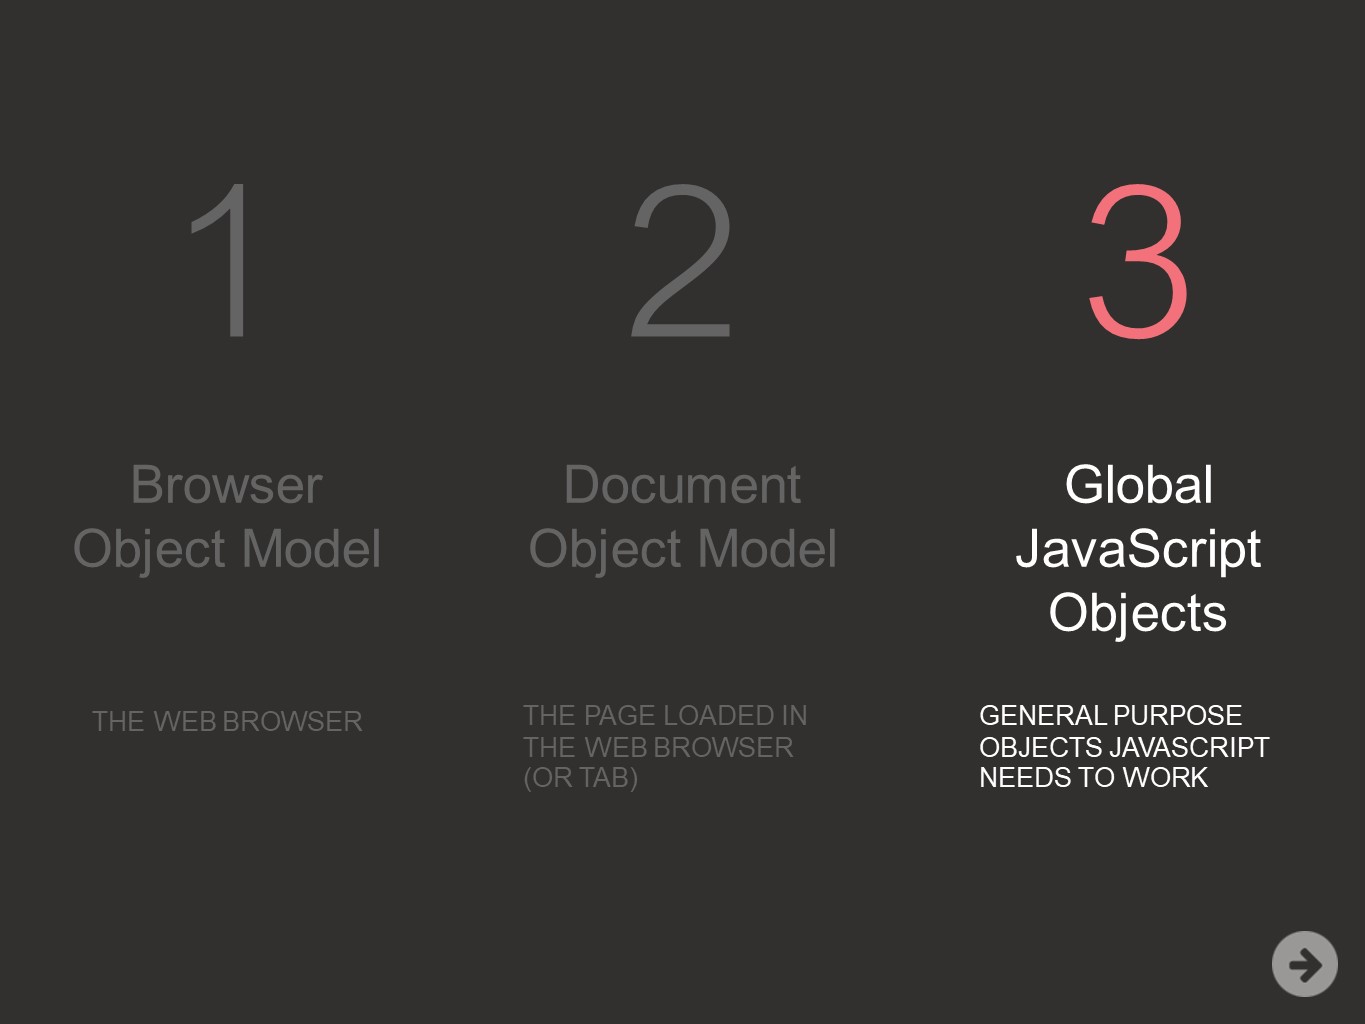 1
Browser
Object Model
THE WEB BROWSER
2
Document
Object Model
THE PAGE LOADED IN
THE WEB BROWSER
(OR TAB)
3
Global
JavaScript
Objects
GENERAL PURPOSE
OBJECTS JAVASCRIPT
NEEDS TO WORK